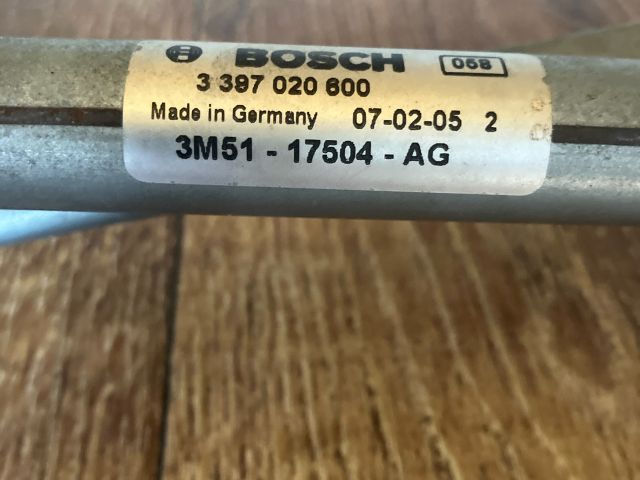 BOSCH 058
3 397 020 600
Made in Germany 07-02-05 2
3M51 - 17504 - AG